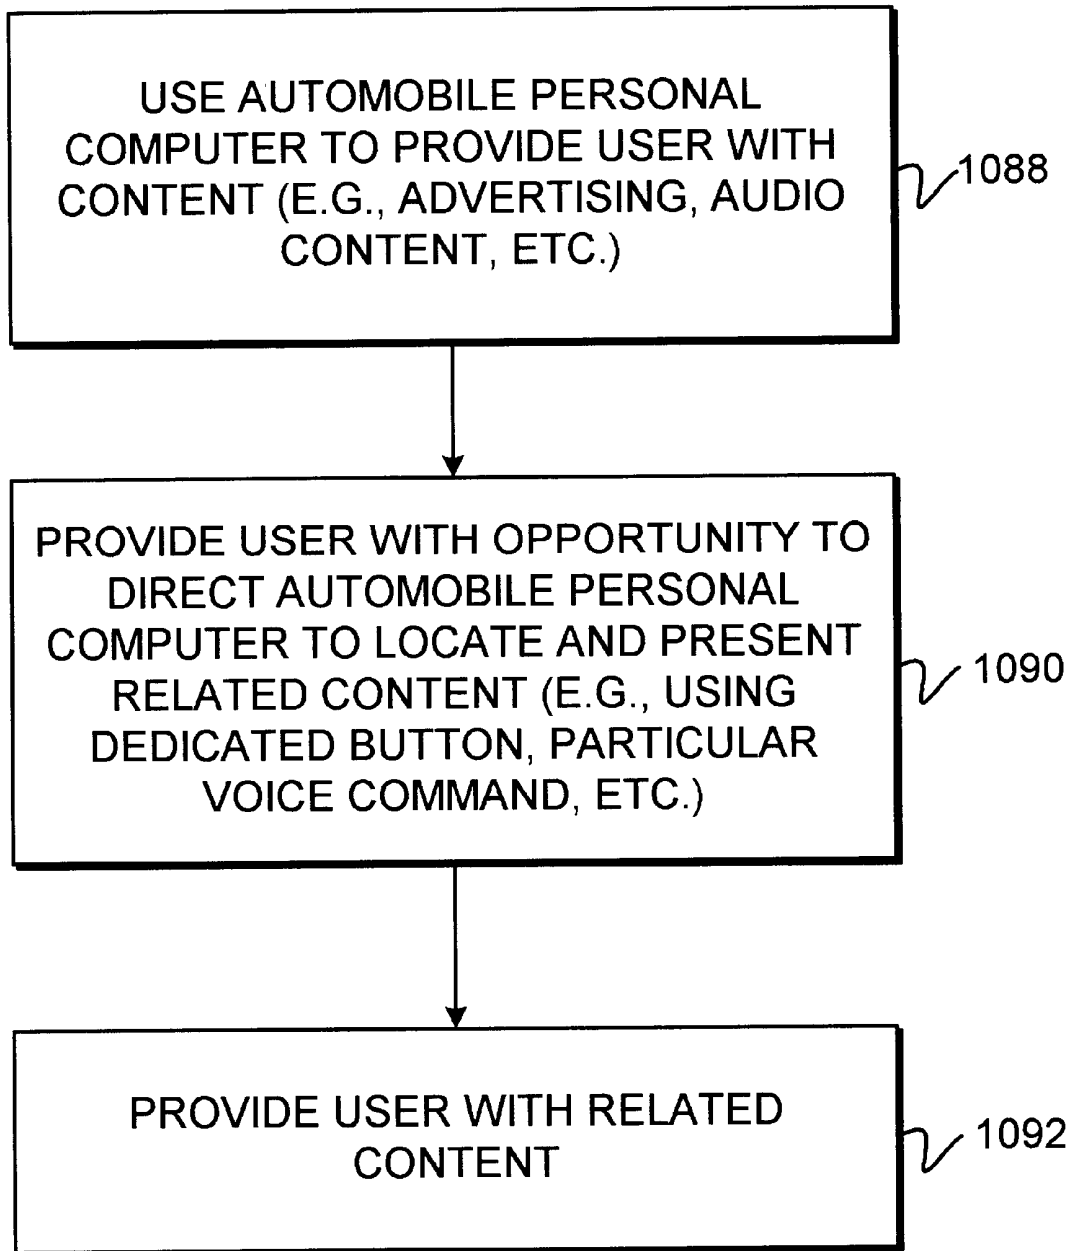 USE AUTOMOBILE PERSONAL
COMPUTER TO PROVIDE USER WITH
CONTENT (E.G., ADVERTISING, AUDIO
CONTENT, ETC.)
1088
PROVIDE USER WITH OPPORTUNITY TO
DIRECT AUTOMOBILE PERSONAL
COMPUTER TO LOCATE AND PRESENT
RELATED CONTENT (E.G., USING
DEDICATED BUTTON, PARTICULAR
VOICE COMMAND, ETC.)
1090
PROVIDE USER WITH RELATED
CONTENT
1092